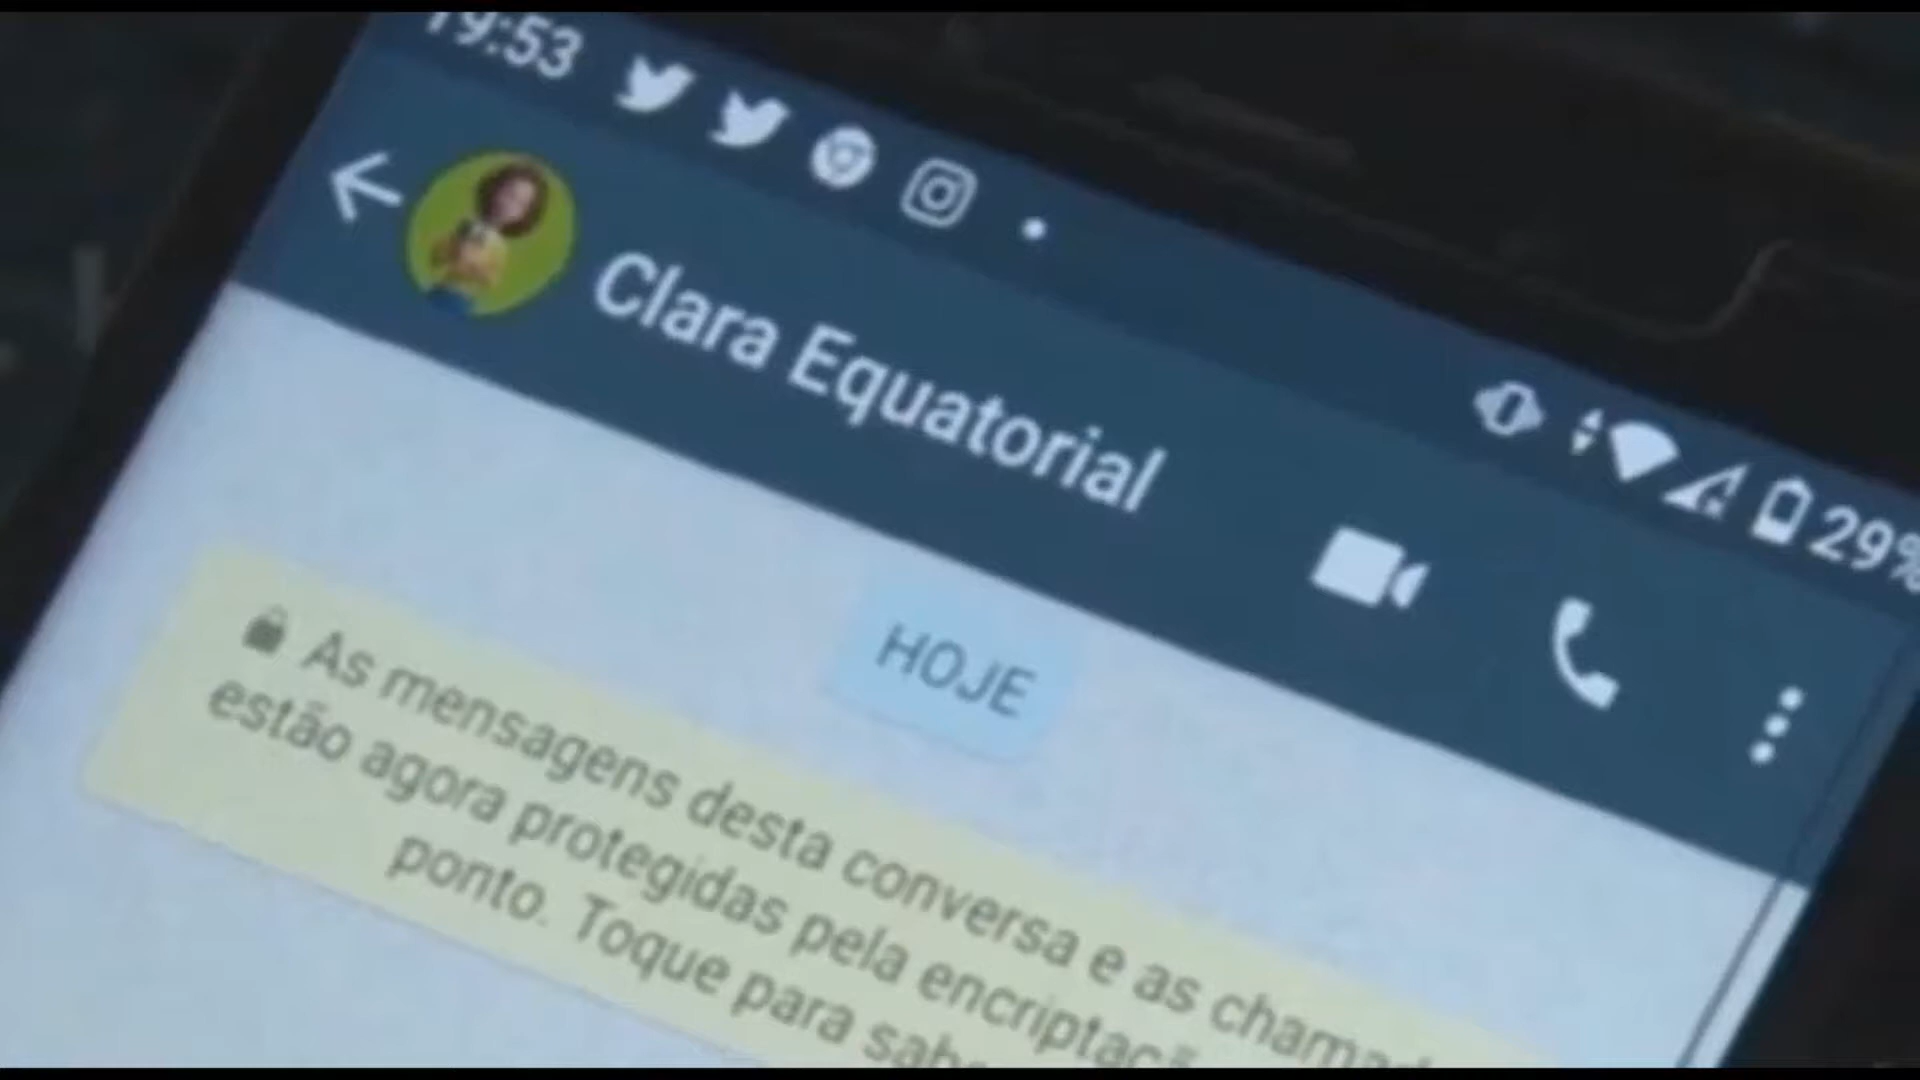 19:53
29%
Clara Equatorial
HOJE
As mensagens desta conversa e as
estão agora protegidas pela
ponto. Toque para